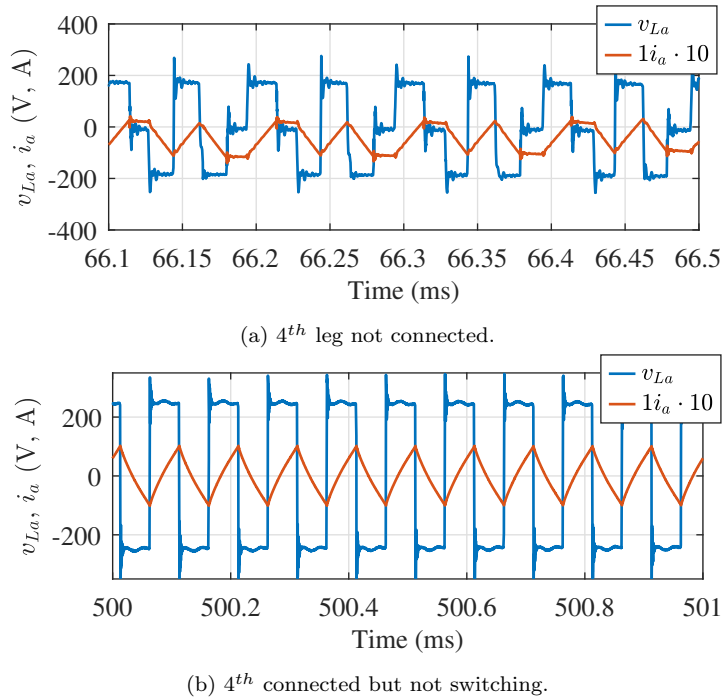 400
200
0
-200
-400
v_{La}, i_a (V, A)
v_{La}
1i_a · 10
66.1 66.15 66.2 66.25 66.3 66.35 66.4 66.45 66.5
Time (ms)
(a) 4^{th} leg not connected.
200
0
-200
v_{La}, i_a (V, A)
v_{La}
1i_a · 10
500 500.2 500.4 500.6 500.8 501
Time (ms)
(b) 4^{th} connected but not switching.